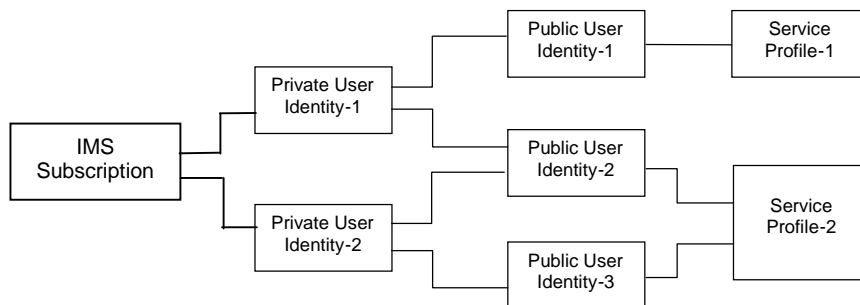 IMS
Subscription
Private User
Identity-1
Private User
Identity-2
Public User
Identity-1
Public User
Identity-2
Public User
Identity-3
Service
Profile-1
Service
Profile-2